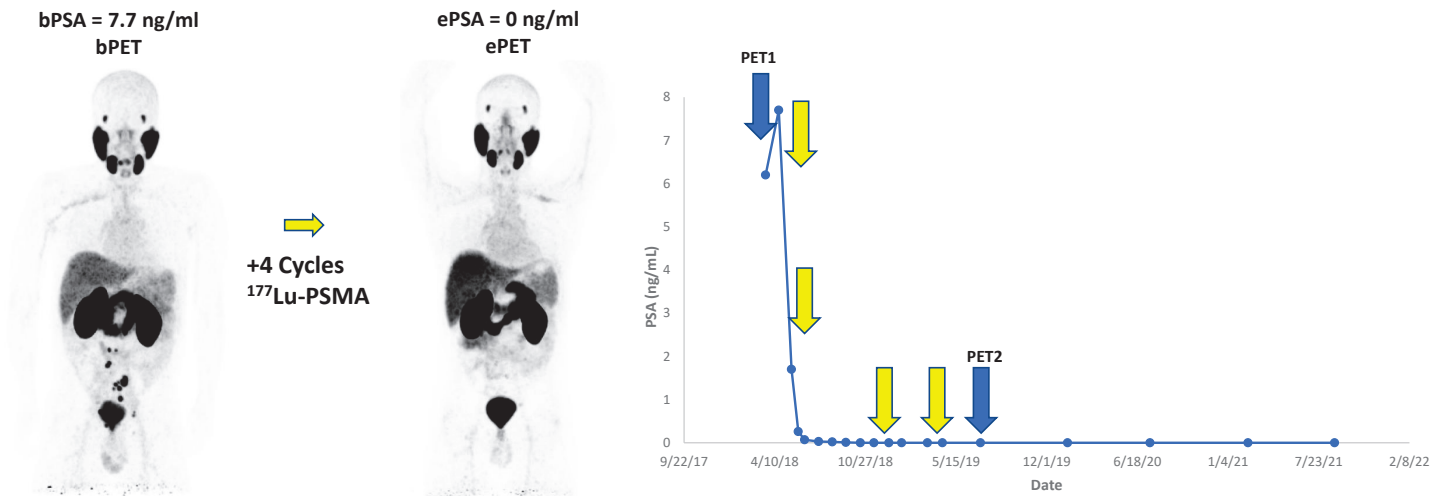 bPSA = 7.7 ng/ml
bPET
ePSA = 0 ng/ml
ePET
+4 Cycles
¹⁷⁷Lu-PSMA
PET1
PET2
PSA (ng/mL)
8
7
6
5
4
3
2
1
0
9/22/17 4/10/18 10/27/18 5/15/19 12/1/19 6/18/20 1/4/21 7/23/21 2/8/22
Date